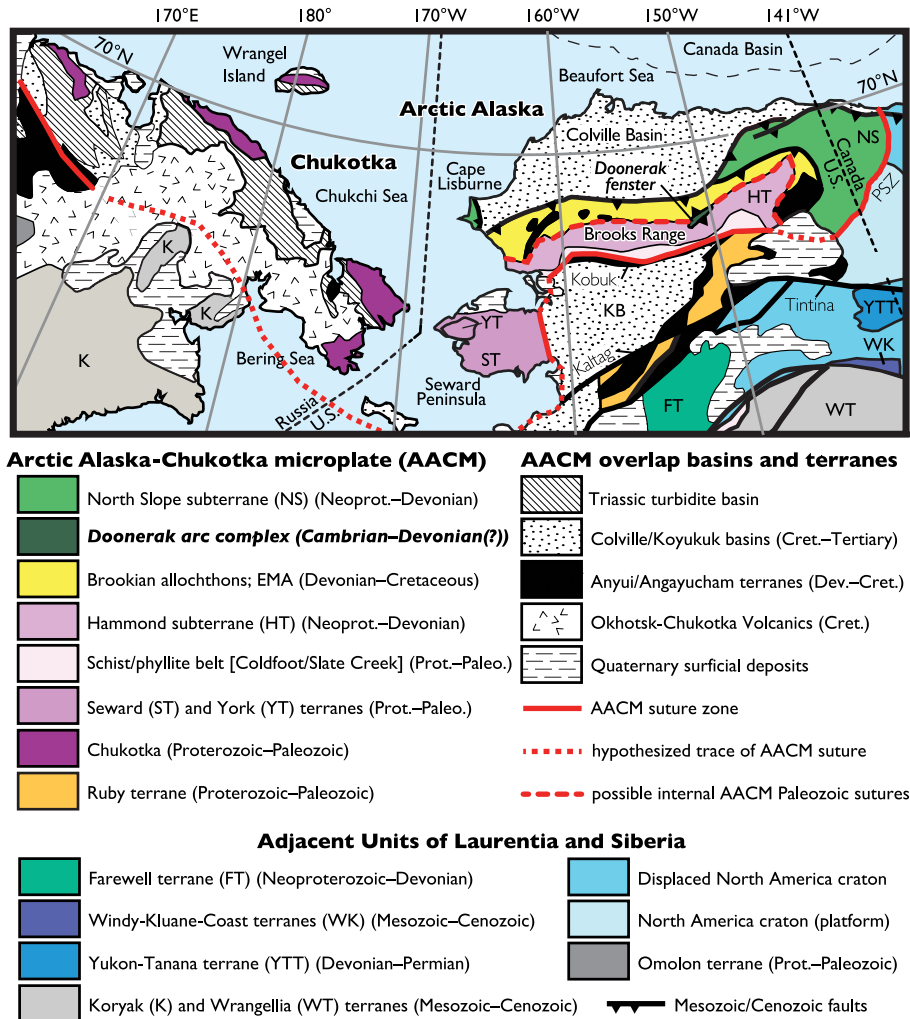 170°E 180° 170°W 160°W 150°W 141°W
70°N
Wrangel
Island
Canada Basin
Beaufort Sea
70°N
Arctic Alaska
Colville Basin
NS
Chukotka
Cape
Lisburne
Doonerak
fenster
Canada
U.S.
PSZ
Chukchi Sea
HT
Brooks Range
K
Kobuk
K
KB
Tintina
YTT
YT
Bering Sea
ST
WK
K
Kaltag
Seward
Peninsula
Russia
U.S.
FT
WT
Arctic Alaska-Chukotka microplate (AACM)
North Slope subterrane (NS) (Neoprot.–Devonian)
Doonerak arc complex (Cambrian–Devonian(?))
Brookian allochthons; EMA (Devonian–Cretaceous)
Hammond subterrane (HT) (Neoprot.–Devonian)
Schist/phyllite belt [Coldfoot/Slate Creek] (Prot.–Paleo.)
Seward (ST) and York (YT) terranes (Prot.–Paleo.)
Chukotka (Proterozoic–Paleozoic)
Ruby terrane (Proterozoic–Paleozoic)
AACM overlap basins and terranes
Triassic turbidite basin
Colville/Koyukuk basins (Cret.–Tertiary)
Anyui/Angayucham terranes (Dev.–Cret.)
Okhotsk-Chukotka Volcanics (Cret.)
Quaternary surficial deposits
AACM suture zone
hypothesized trace of AACM suture
possible internal AACM Paleozoic sutures
Adjacent Units of Laurentia and Siberia
Farewell terrane (FT) (Neoproterozoic–Devonian)
Windy-Kluane-Coast terranes (WK) (Mesozoic–Cenozoic)
Yukon-Tanana terrane (YTT) (Devonian–Permian)
Koryak (K) and Wrangellia (WT) terranes (Mesozoic–Cenozoic)
Displaced North America craton
North America craton (platform)
Omolon terrane (Prot.–Paleozoic)
Mesozoic/Cenozoic faults